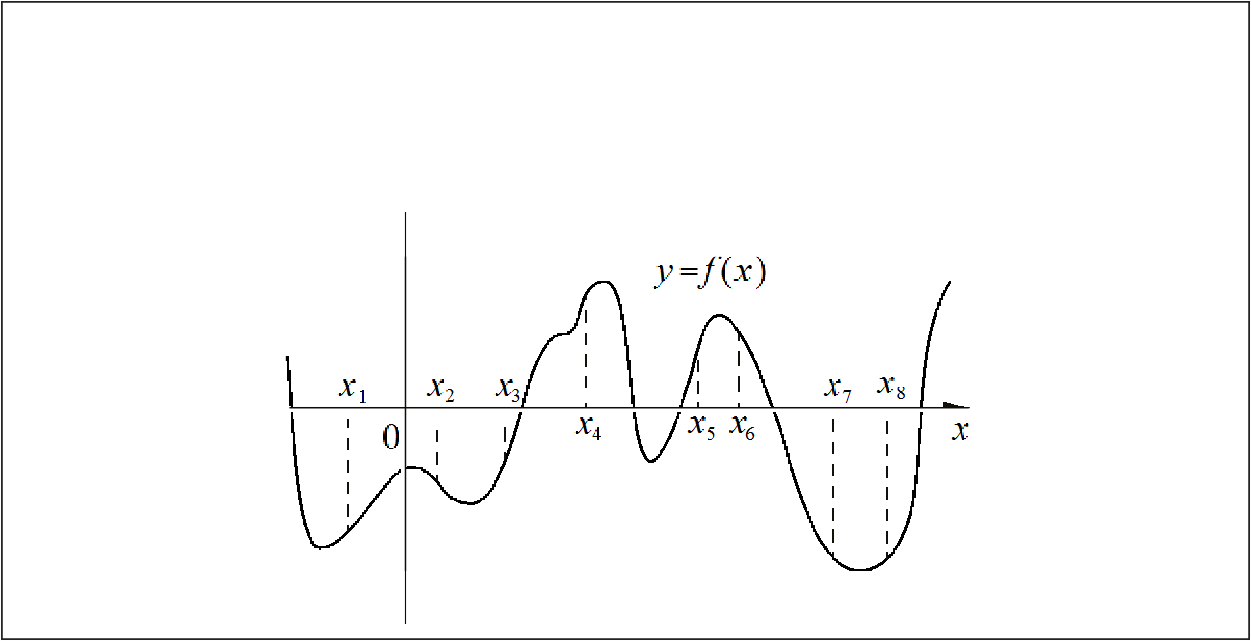 y=f(x)
x₁ x₂ x₃ x₇ x₈
0 x₄ x₅ x₆ x